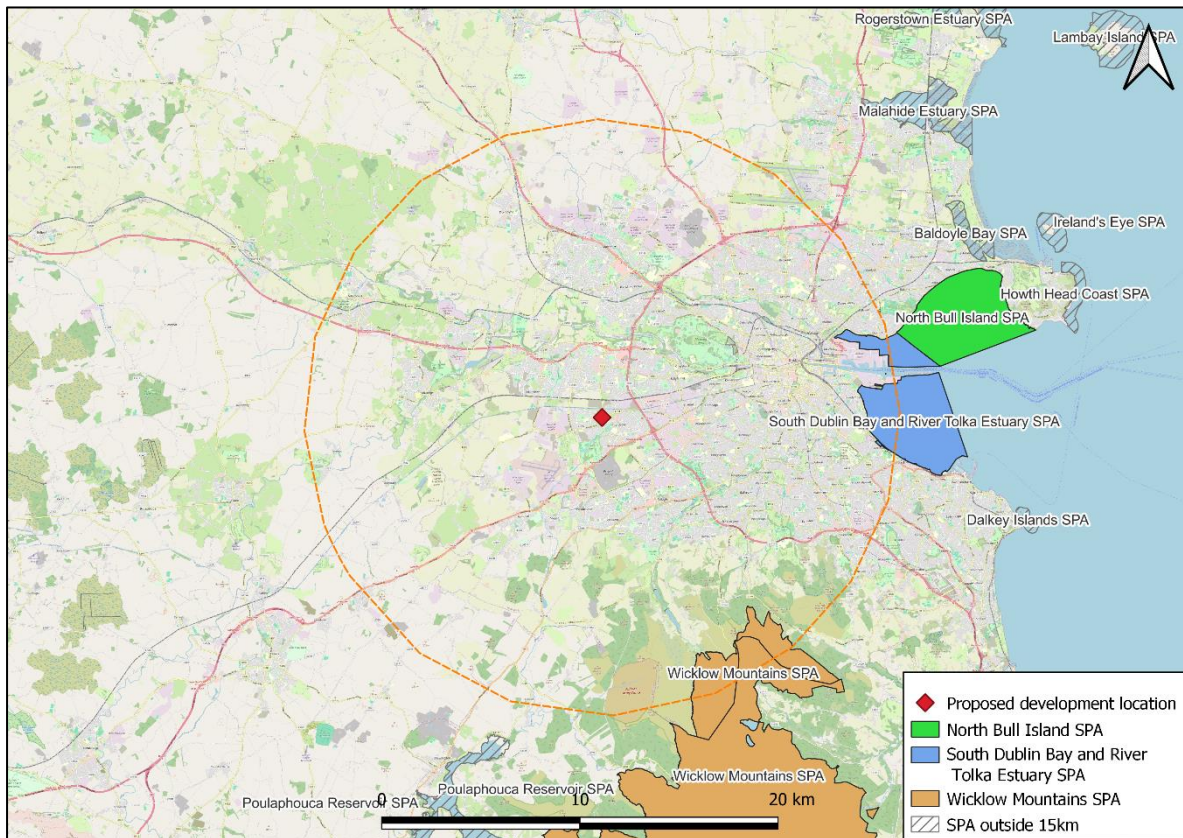 Rogerstown Estuary SPA
Lambay Island SPA
Malahide Estuary SPA
Ireland's Eye SPA
Baldoyle Bay SPA
Howth Head Coast SPA
North Bull Island SPA
South Dublin Bay and River Tolka Estuary SPA
Dalkey Islands SPA
Wicklow Mountains SPA
Wicklow Mountains SPA
Poulaphouca Reservoir SPA
Poulaphouca Reservoir SPA
0 10 20 km
Proposed development location
North Bull Island SPA
South Dublin Bay and River
Tolka Estuary SPA
Wicklow Mountains SPA
SPA outside 15km